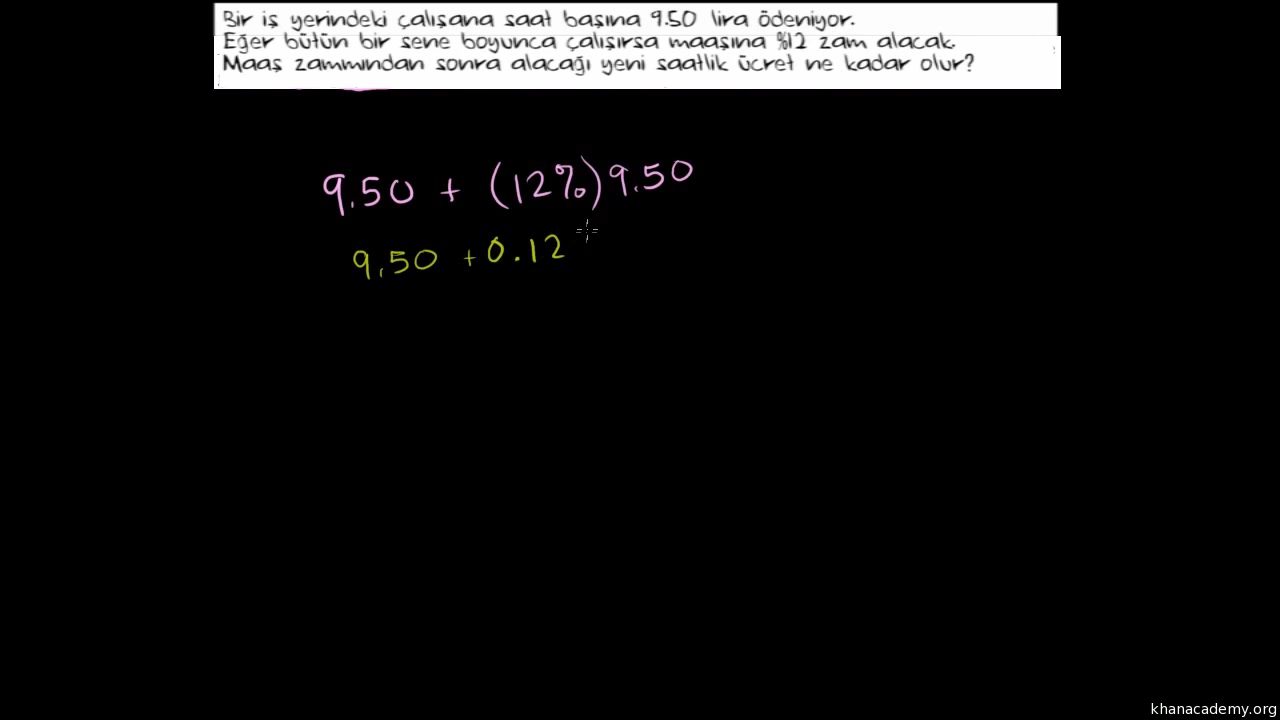 Bir iş yerindeki çalışana saat başına 9.50 lira ödeniyor.
Eğer bütün bir sene boyunca çalışırsa maaşına %12 zam alacak.
Maaş zammından sonra alacağı yeni saatlik ücret ne kadar olur?
9.50 + (12%) 9.50
9.50 + 0.12
khanacademy.org